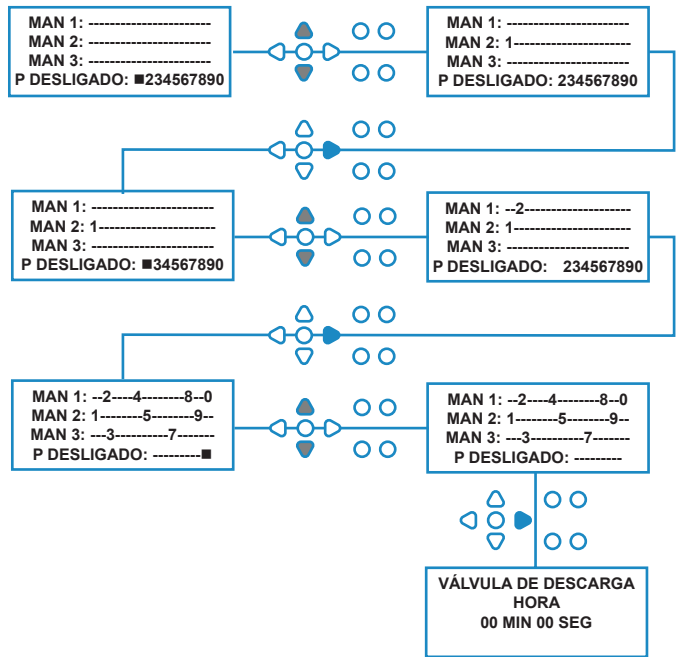 MAN 1: -----------------------
MAN 2: -----------------------
MAN 3: -----------------------
P DESLIGADO: ■234567890
MAN 1: -----------------------
MAN 2: 1----------------------
MAN 3: -----------------------
P DESLIGADO: 234567890
MAN 1: -----------------------
MAN 2: 1----------------------
MAN 3: -----------------------
P DESLIGADO: ■34567890
MAN 1: --2--------------------
MAN 2: 1----------------------
MAN 3: -----------------------
P DESLIGADO: 234567890
MAN 1: --2----4--------8--0
MAN 2: 1-------5--------9--
MAN 3: ---3----------7-------
P DESLIGADO: ---------■
MAN 1: --2----4--------8--0
MAN 2: 1-------5--------9--
MAN 3: ---3----------7-------
P DESLIGADO: ---------
VÁLVULA DE DESCARGA
HORA
00 MIN 00 SEG